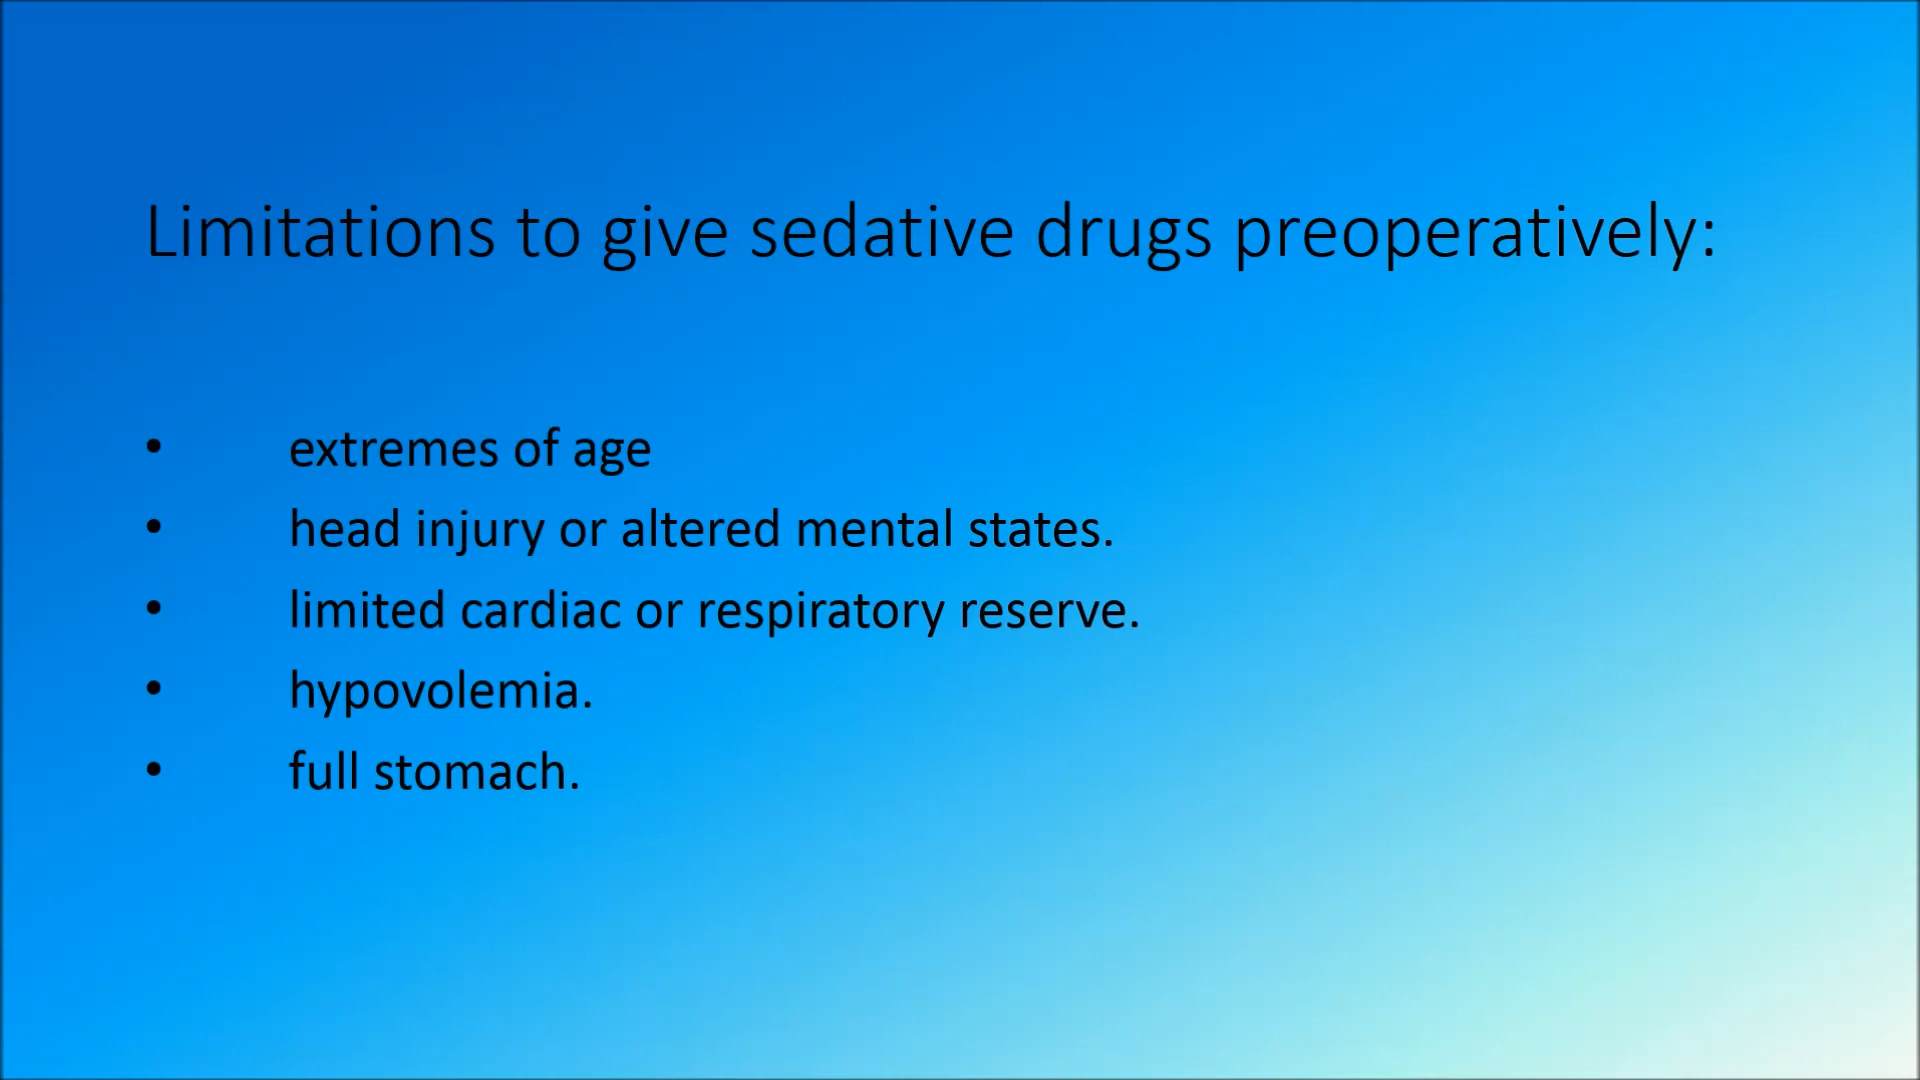 Limitations to give sedative drugs preoperatively:
• extremes of age
• head injury or altered mental states.
• limited cardiac or respiratory reserve.
• hypovolemia.
• full stomach.